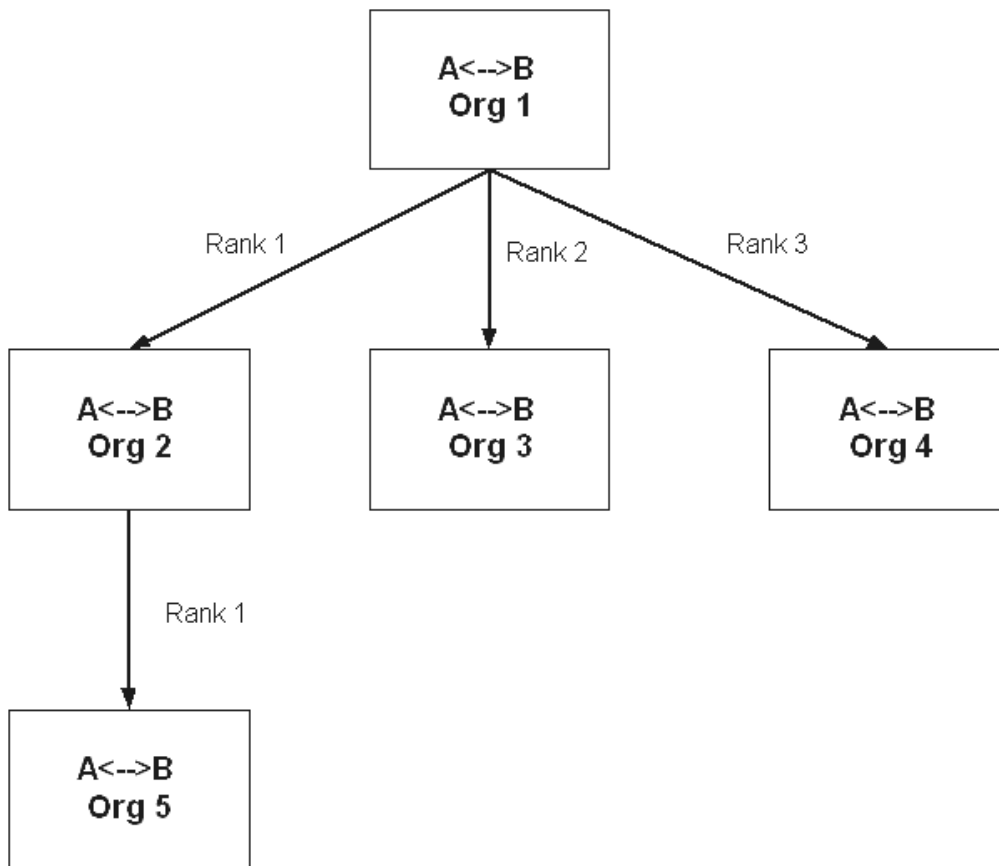 A<-->B
Org 1
Rank 1
Rank 2
Rank 3
A<-->B
Org 2
A<-->B
Org 3
A<-->B
Org 4
Rank 1
A<-->B
Org 5